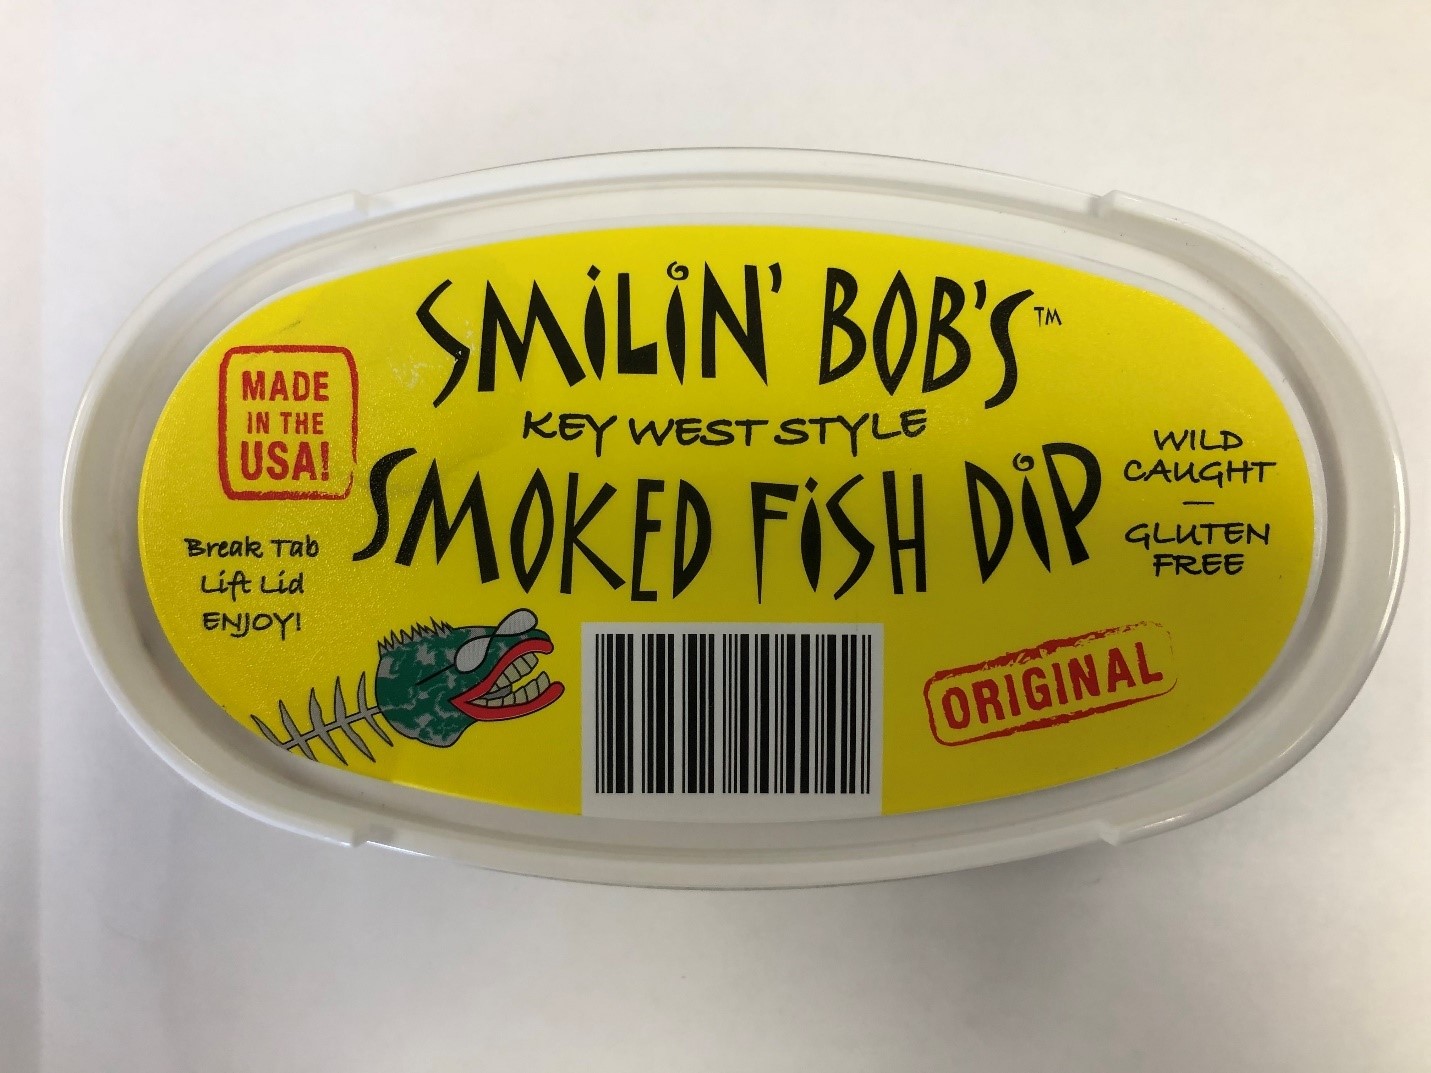 SMiLiN' BOB'S™
KEY WEST STYLE
SMOKED FiSH DiP
MADE
IN THE
USA!
Break Tab
Lift Lid
ENJOY!
WILD
CAUGHT
—
GLUTEN
FREE
ORIGINAL